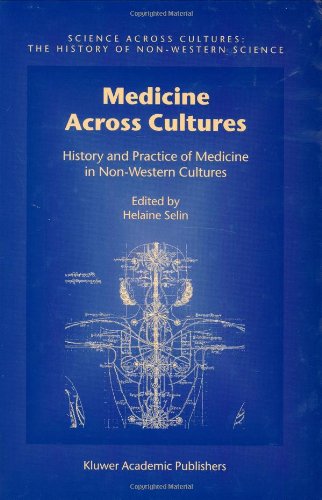 SCIENCE ACROSS CULTURES:
THE HISTORY OF NON-WESTERN SCIENCE
Medicine
Across Cultures
History and Practice of Medicine
in Non-Western Cultures
Edited by
Helaine Selin
Kluwer Academic Publishers